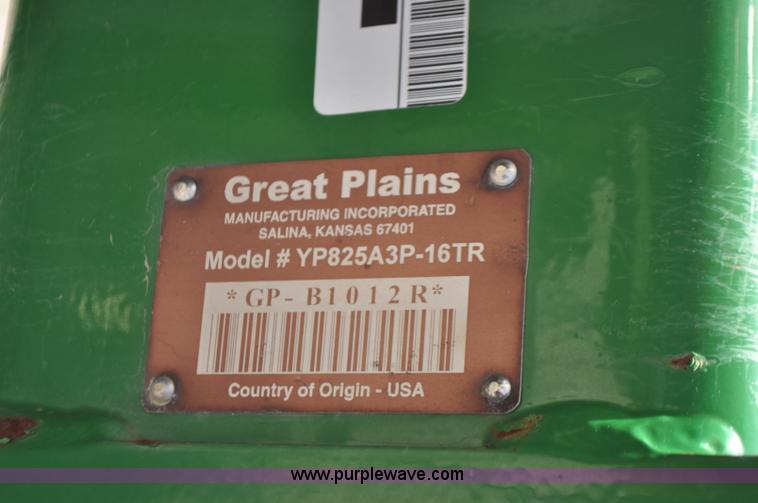 Great Plains
MANUFACTURING INCORPORATED
SALINA, KANSAS 67401
Model # YP825A3P-16TR
*GP-B1012R*
Country of Origin - USA
www.purplewave.com